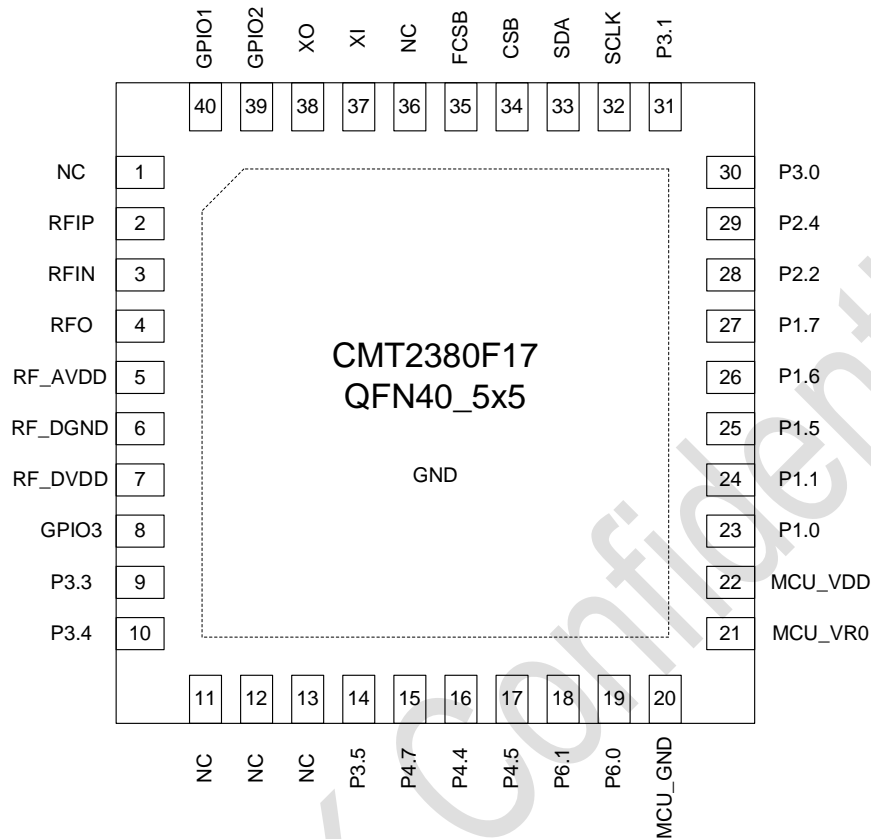 GPIO1 GPIO2 XO XI NC FCSB CSB SDA SCLK P3.1
40 39 38 37 36 35 34 33 32 31
NC 1 30 P3.0
RFIP 2 29 P2.4
RFIN 3 28 P2.2
RFO 4 27 P1.7
CMT2380F17
RF_AVDD 5 26 P1.6
QFN40_5x5
RF_DGND 6 25 P1.5
RF_DVDD 7 GND 24 P1.1
GPIO3 8 23 P1.0
P3.3 9 22 MCU_VDD
P3.4 10 21 MCU_VR0
11 12 13 14 15 16 17 18 19 20
NC NC NC P3.5 P4.7 P4.4 P4.5 P6.1 P6.0 MCU_GND